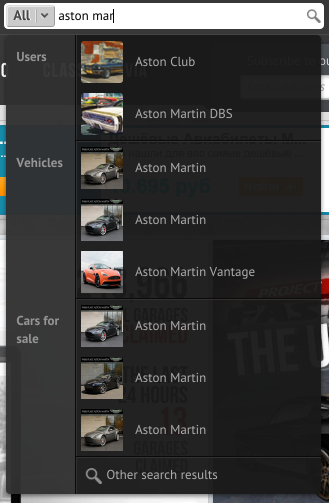 All
aston mar
Users
Aston Club
Aston Martin DBS
Vehicles
Aston Martin
Aston Martin
Aston Martin Vantage
Cars for
sale
Aston Martin
Aston Martin
Aston Martin
Other search results